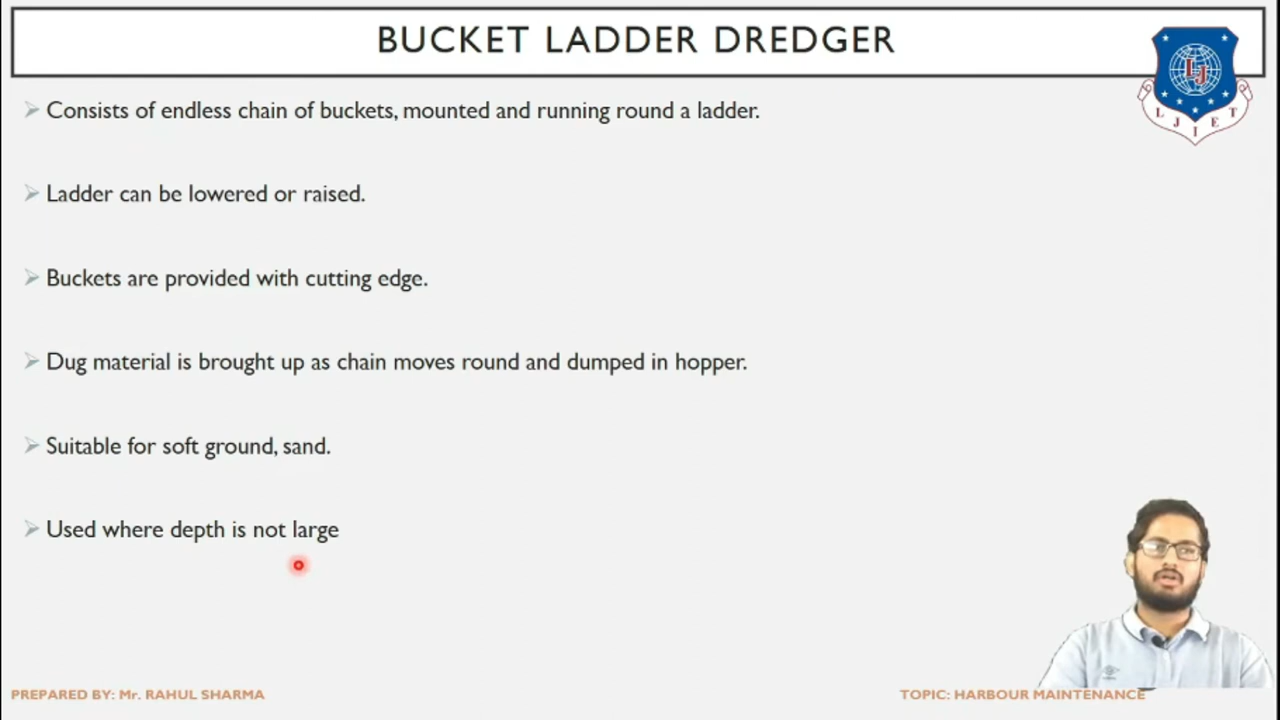 BUCKET LADDER DREDGER
Consists of endless chain of buckets, mounted and running round a ladder.
Ladder can be lowered or raised.
Buckets are provided with cutting edge.
Dug material is brought up as chain moves round and dumped in hopper.
Suitable for soft ground, sand.
Used where depth is not large
LJ
LJIET
PREPARED BY: Mr. RAHUL SHARMA
TOPIC: HARBOUR MAINTENANCE